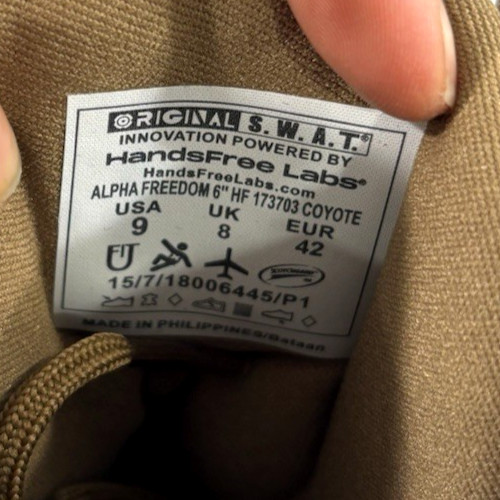 ORIGINAL S.W.A.T.®
INNOVATION POWERED BY
HandsFree Labs®
HandsFreeLabs.com
ALPHA FREEDOM 6" HF 173703 COYOTE
USA UK EUR
9 8 42
FIT
15/7/18006445/P1
MADE IN PHILIPPINES/Bataan